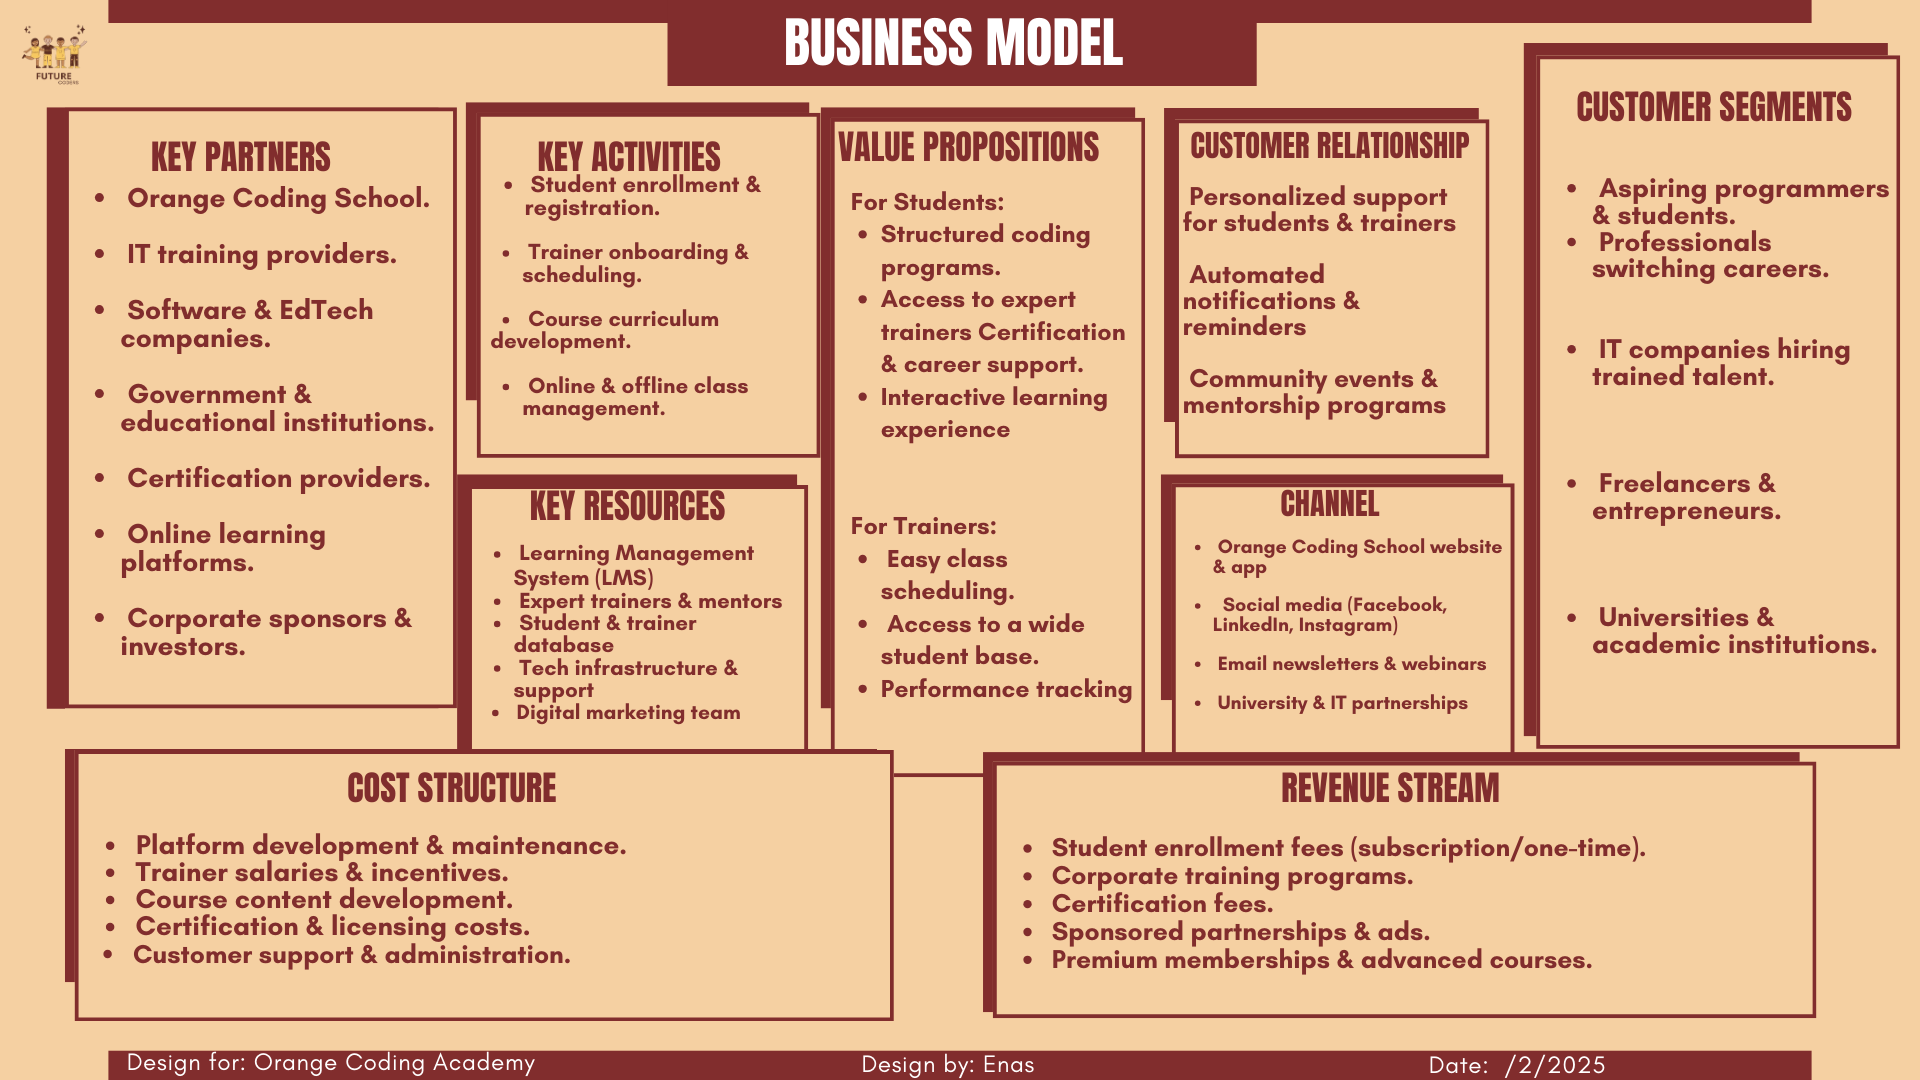 BUSINESS MODEL
FUTURE
CODERS
KEY PARTNERS
• Orange Coding School.
• IT training providers.
• Software & EdTech
companies.
• Government &
educational institutions.
• Certification providers.
• Online learning
platforms.
• Corporate sponsors &
investors.
KEY ACTIVITIES
• Student enrollment &
registration.
• Trainer onboarding &
scheduling.
• Course curriculum
development.
• Online & offline class
management.
KEY RESOURCES
• Learning Management
System (LMS)
• Expert trainers & mentors
• Student & trainer
database
• Tech infrastructure &
support
• Digital marketing team
VALUE PROPOSITIONS
For Students:
• Structured coding
programs.
• Access to expert
trainers Certification
& career support.
• Interactive learning
experience
For Trainers:
• Easy class
scheduling.
• Access to a wide
student base.
• Performance tracking
CUSTOMER RELATIONSHIP
Personalized support
for students & trainers
Automated
notifications &
reminders
Community events &
mentorship programs
CHANNEL
• Orange Coding School website
& app
• Social media (Facebook,
LinkedIn, Instagram)
• Email newsletters & webinars
• University & IT partnerships
CUSTOMER SEGMENTS
• Aspiring programmers
& students.
• Professionals
switching careers.
• IT companies hiring
trained talent.
• Freelancers &
entrepreneurs.
• Universities &
academic institutions.
COST STRUCTURE
• Platform development & maintenance.
• Trainer salaries & incentives.
• Course content development.
• Certification & licensing costs.
• Customer support & administration.
REVENUE STREAM
• Student enrollment fees (subscription/one-time).
• Corporate training programs.
• Certification fees.
• Sponsored partnerships & ads.
• Premium memberships & advanced courses.
Design for: Orange Coding Academy
Design by: Enas
Date: /2/2025